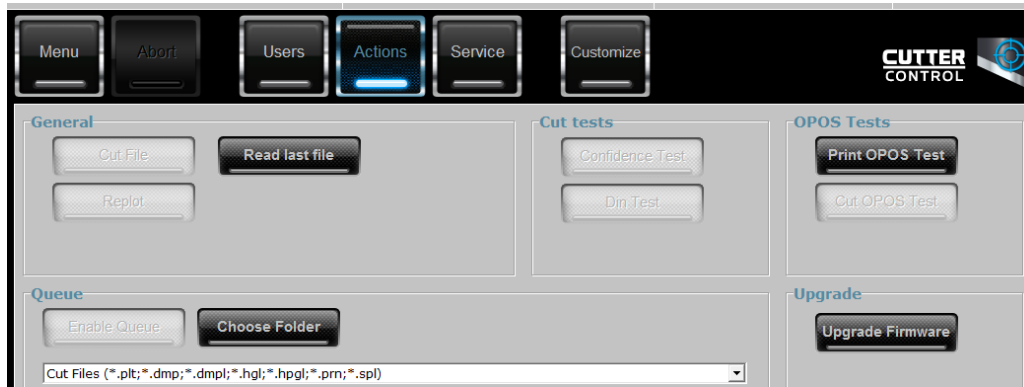 Menu Abort Users Actions Service Customize
CUTTER
CONTROL
General
Cut File Read last file
Replot
Cut tests
Confidence Test
Din Test
OPOS Tests
Print OPOS Test
Cut OPOS Test
Queue
Enable Queue Choose Folder
Cut Files (*.plt;*.dmp;*.dmpl;*.hgl;*.hpgl;*.prn;*.spl)
Upgrade
Upgrade Firmware